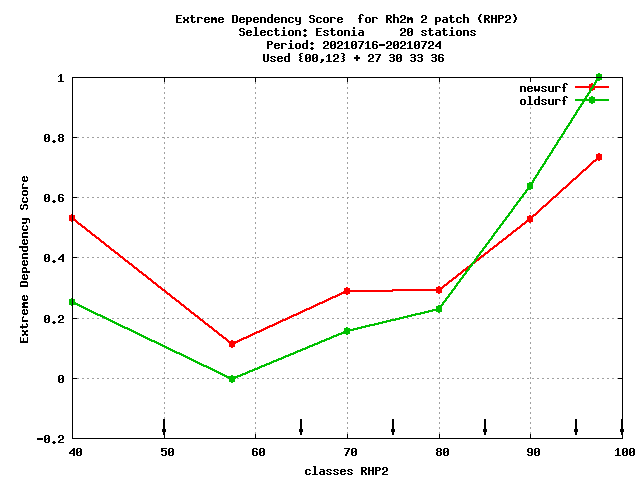 Extreme Dependency Score  for Rh2m 2 patch (RHP2)
Selection: Estonia     20 stations
Period: 20210716-20210724
Used {00,12} + 27 30 33 36
newsurf
oldsurf
1
0.8
0.6
0.4
0.2
0
-0.2
Extreme Dependency Score
40 50 60 70 80 90 100
classes RHP2